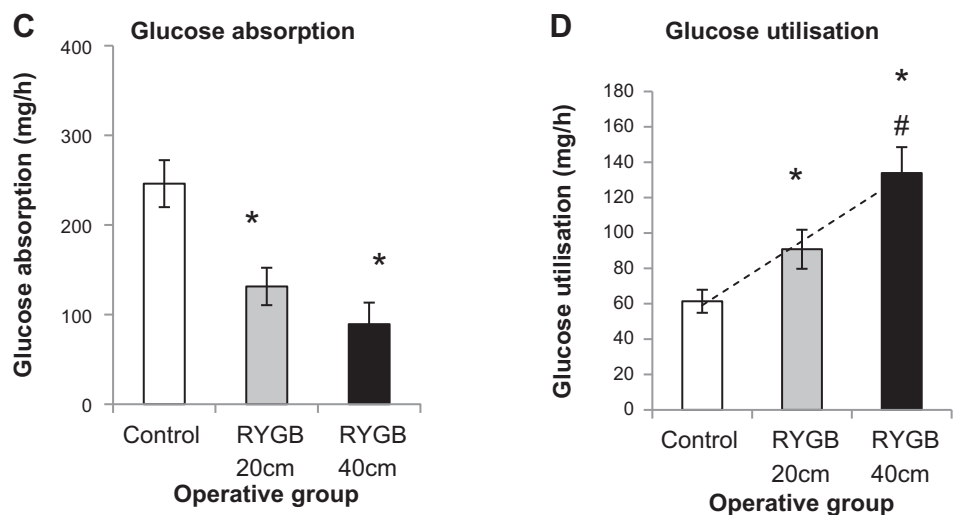 C
Glucose absorption
400
300
200
100
0
Glucose absorption (mg/h)
*
*
Control
RYGB
20cm
RYGB
40cm
Operative group
D
Glucose utilisation
180
160
140
120
100
80
60
40
20
0
Glucose utilisation (mg/h)
*
*
#
Control
RYGB
20cm
RYGB
40cm
Operative group